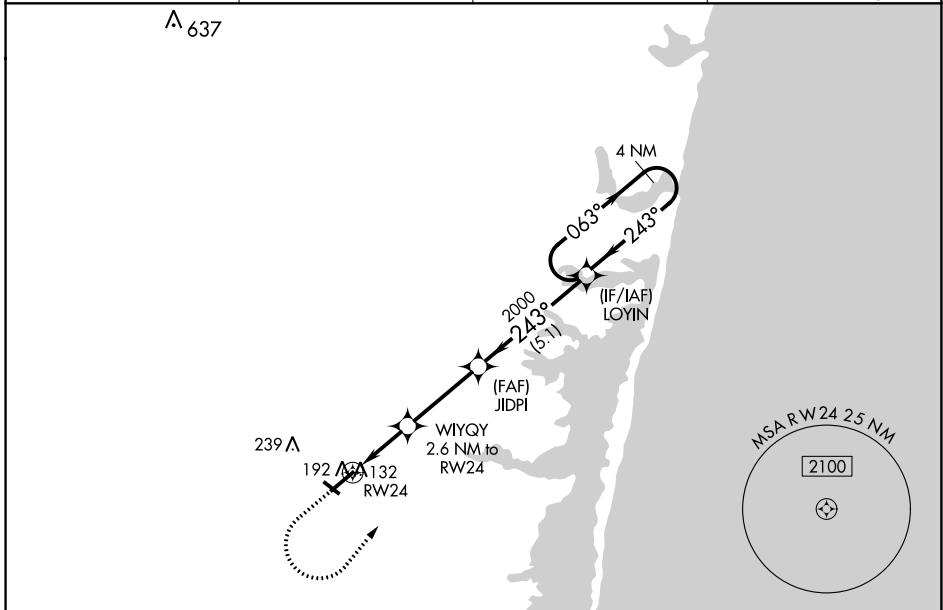 637
4 NM
063°
243°
(IF/IAF)
LOYIN
2000
243°
(5.1)
(FAF)
JIDPI
WIYQY
2.6 NM to
RW24
239
192
132
RW24
MSA RW24 25 NM
2100